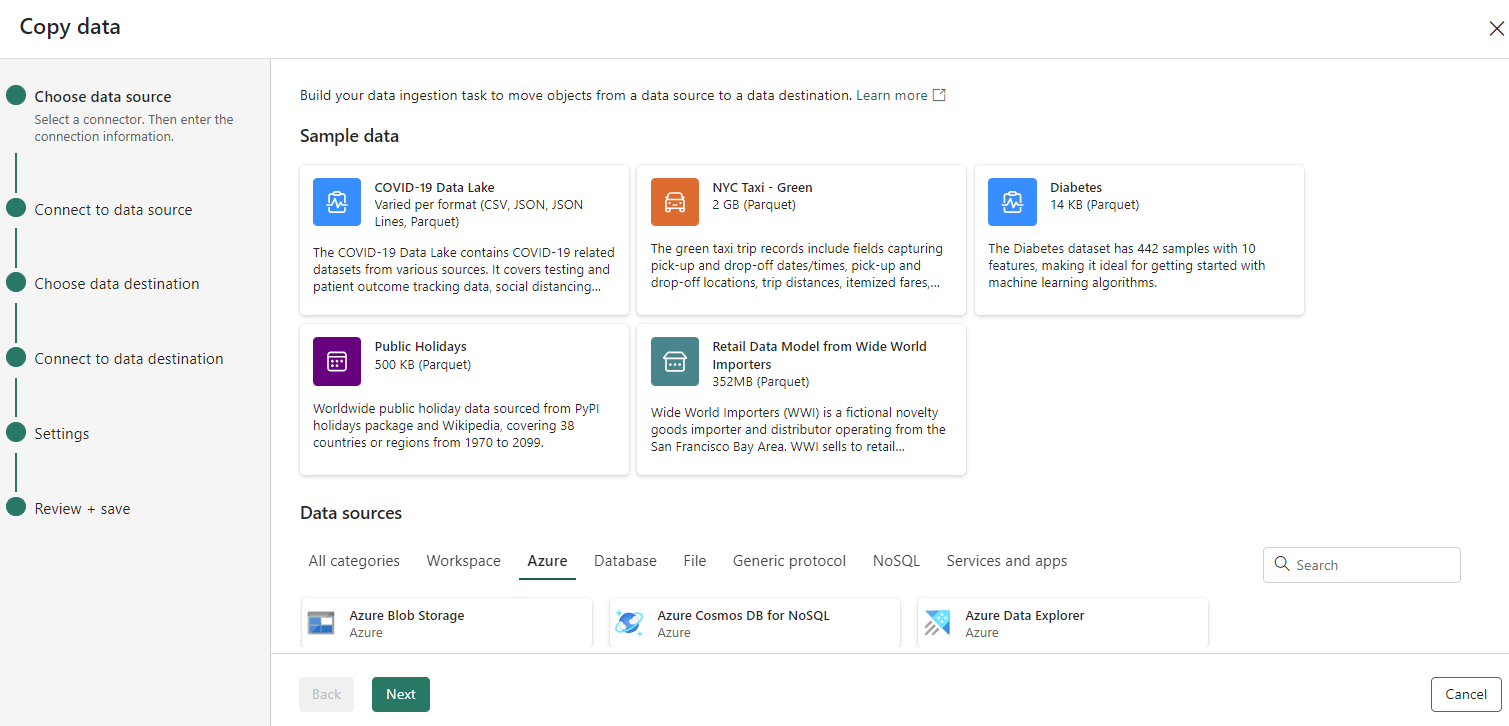 Copy data
Choose data source
Select a connector. Then enter the
connection information.
Connect to data source
Choose data destination
Connect to data destination
Settings
Review + save
Build your data ingestion task to move objects from a data source to a data destination. Learn more
Sample data
COVID-19 Data Lake
Varied per format (CSV, JSON, JSON
Lines, Parquet)
The COVID-19 Data Lake contains COVID-19 related
datasets from various sources. It covers testing and
patient outcome tracking data, social distancing...
NYC Taxi - Green
2 GB (Parquet)
The green taxi trip records include fields capturing
pick-up and drop-off dates/times, pick-up and
drop-off locations, trip distances, itemized fares,...
Diabetes
14 KB (Parquet)
The Diabetes dataset has 442 samples with 10
features, making it ideal for getting started with
machine learning algorithms.
Public Holidays
500 KB (Parquet)
Worldwide public holiday data sourced from PyPI
holidays package and Wikipedia, covering 38
countries or regions from 1970 to 2099.
Retail Data Model from Wide World
Importers
352MB (Parquet)
Wide World Importers (WWI) is a fictional novelty
goods importer and distributor operating from the
San Francisco Bay Area. WWI sells to retail...
Data sources
All categories Workspace Azure Database File Generic protocol NoSQL Services and apps
Search
Azure Blob Storage
Azure
Azure Cosmos DB for NoSQL
Azure
Azure Data Explorer
Azure
Back Next Cancel